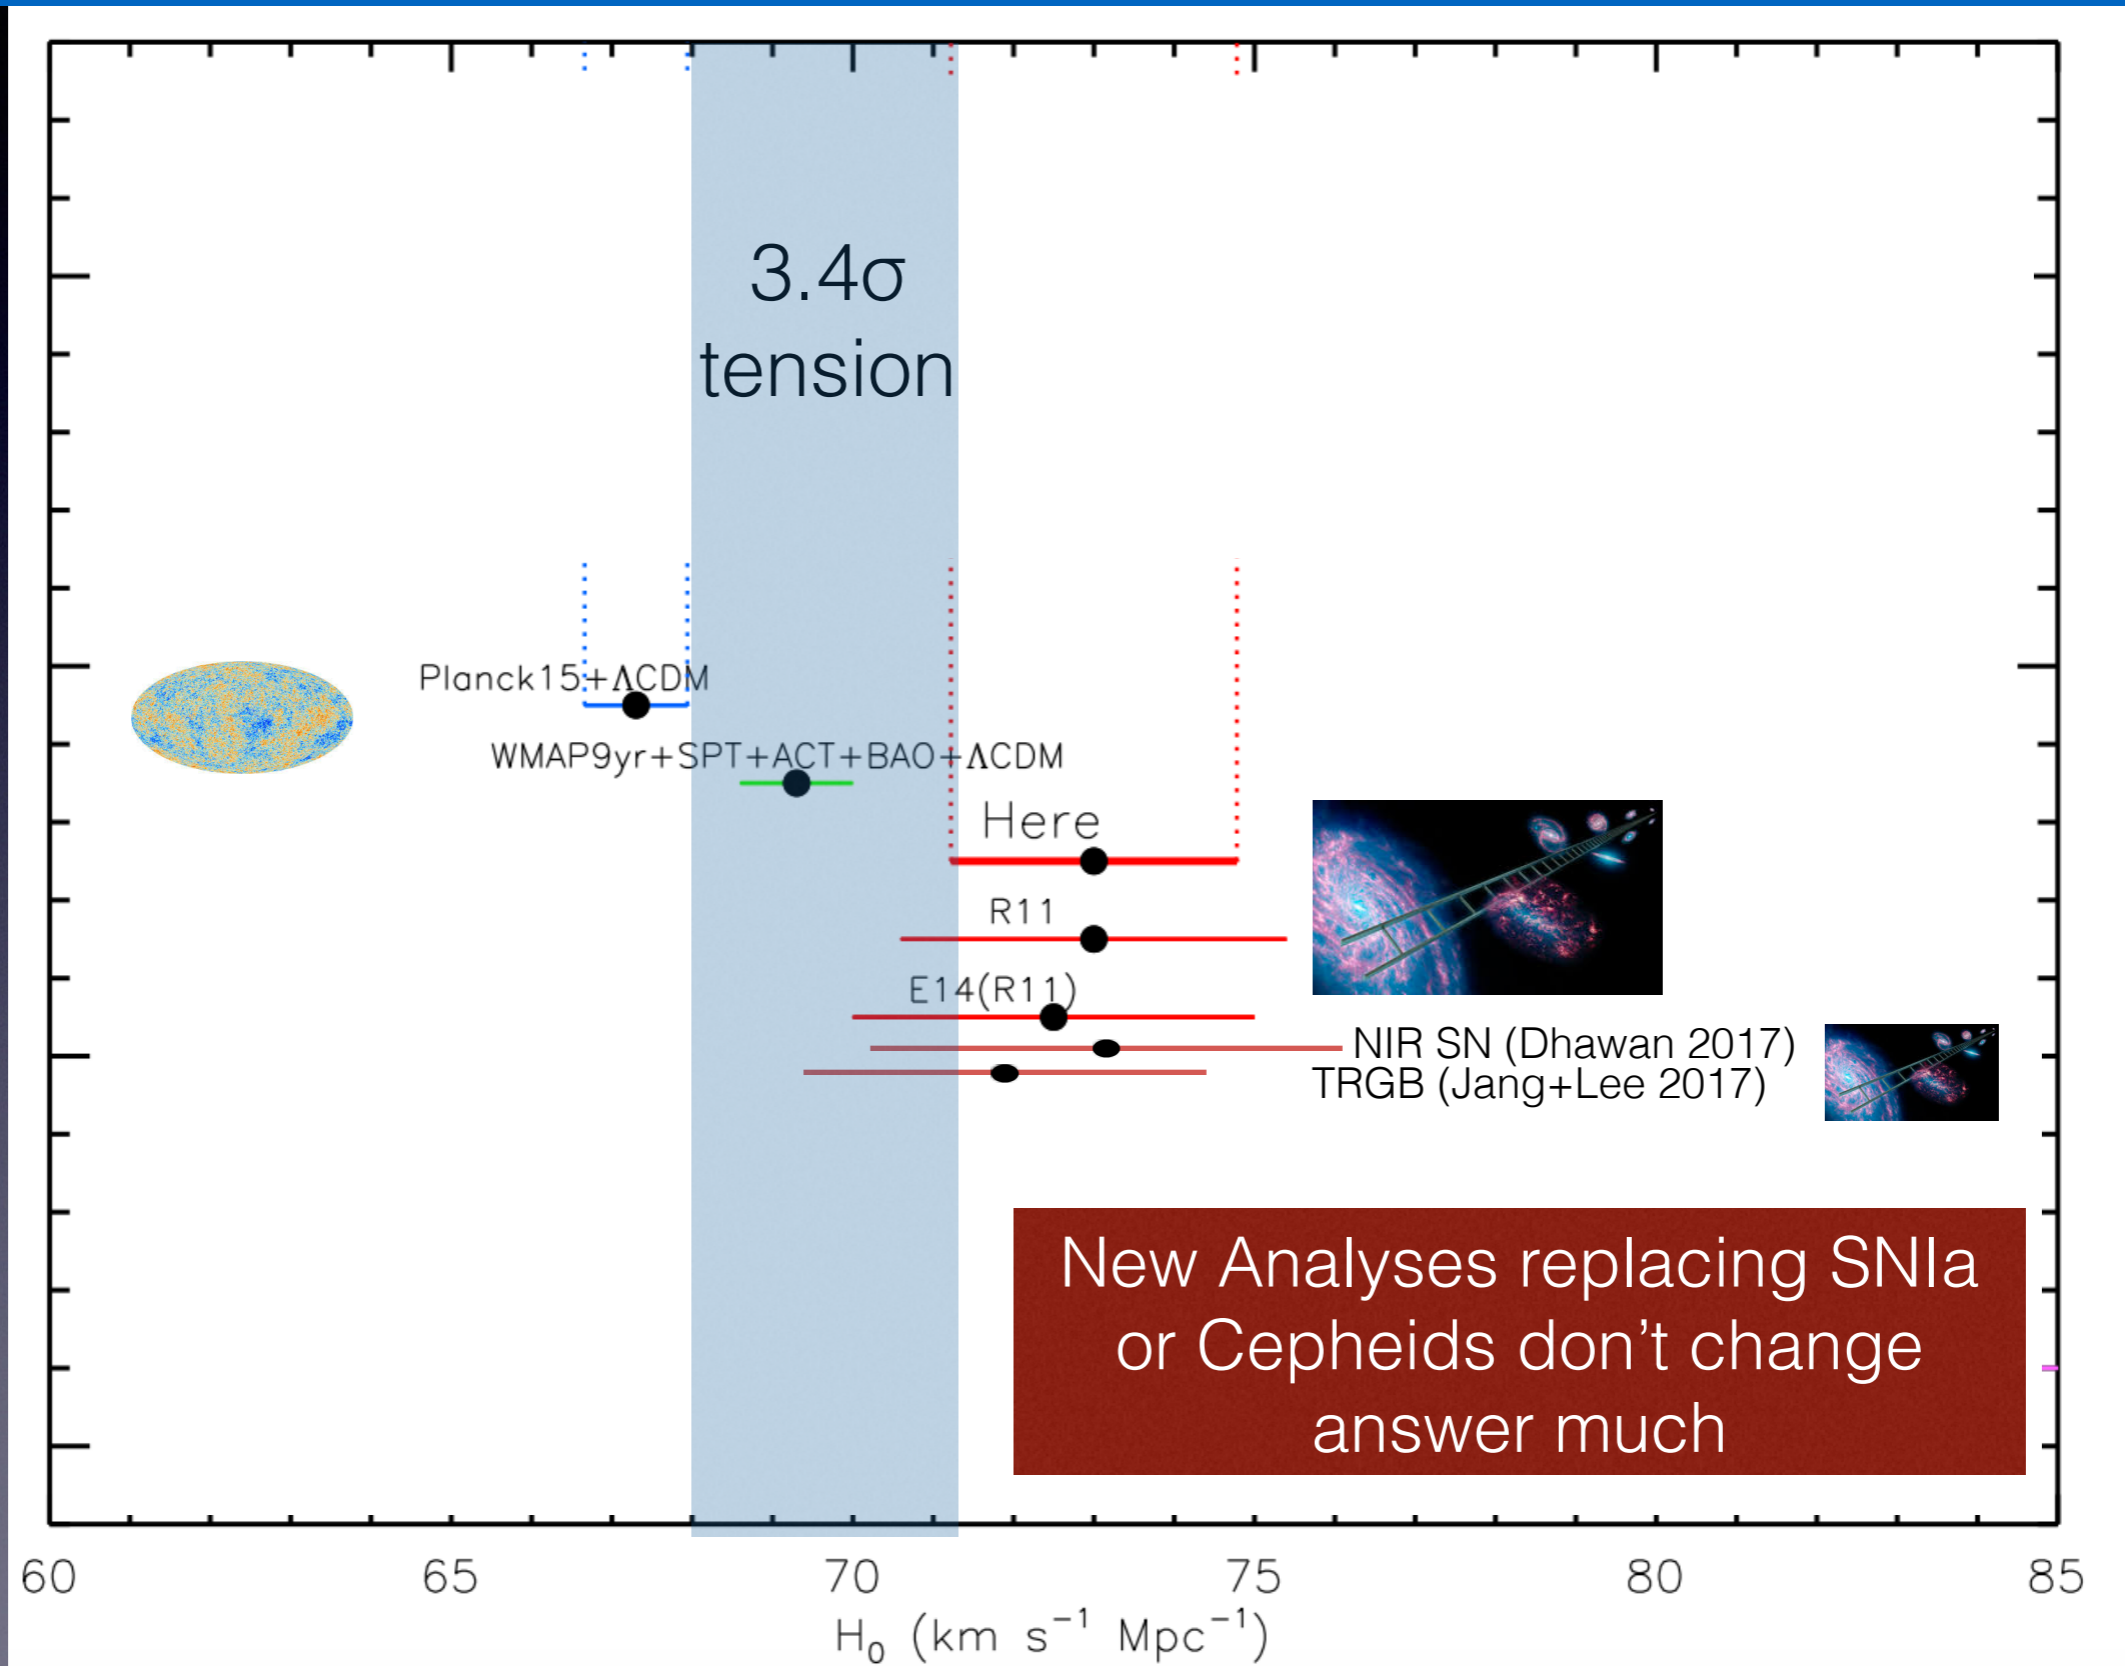 3.4σ
tension
Planck15+ΛCDM
WMAP9yr+SPT+ACT+BAO+ΛCDM
Here
R11
E14(R11)
NIR SN (Dhawan 2017)
TRGB (Jang+Lee 2017)
New Analyses replacing SNIa
or Cepheids don’t change
answer much
60 65 70 75 80 85
H₀ (km s⁻¹ Mpc⁻¹)